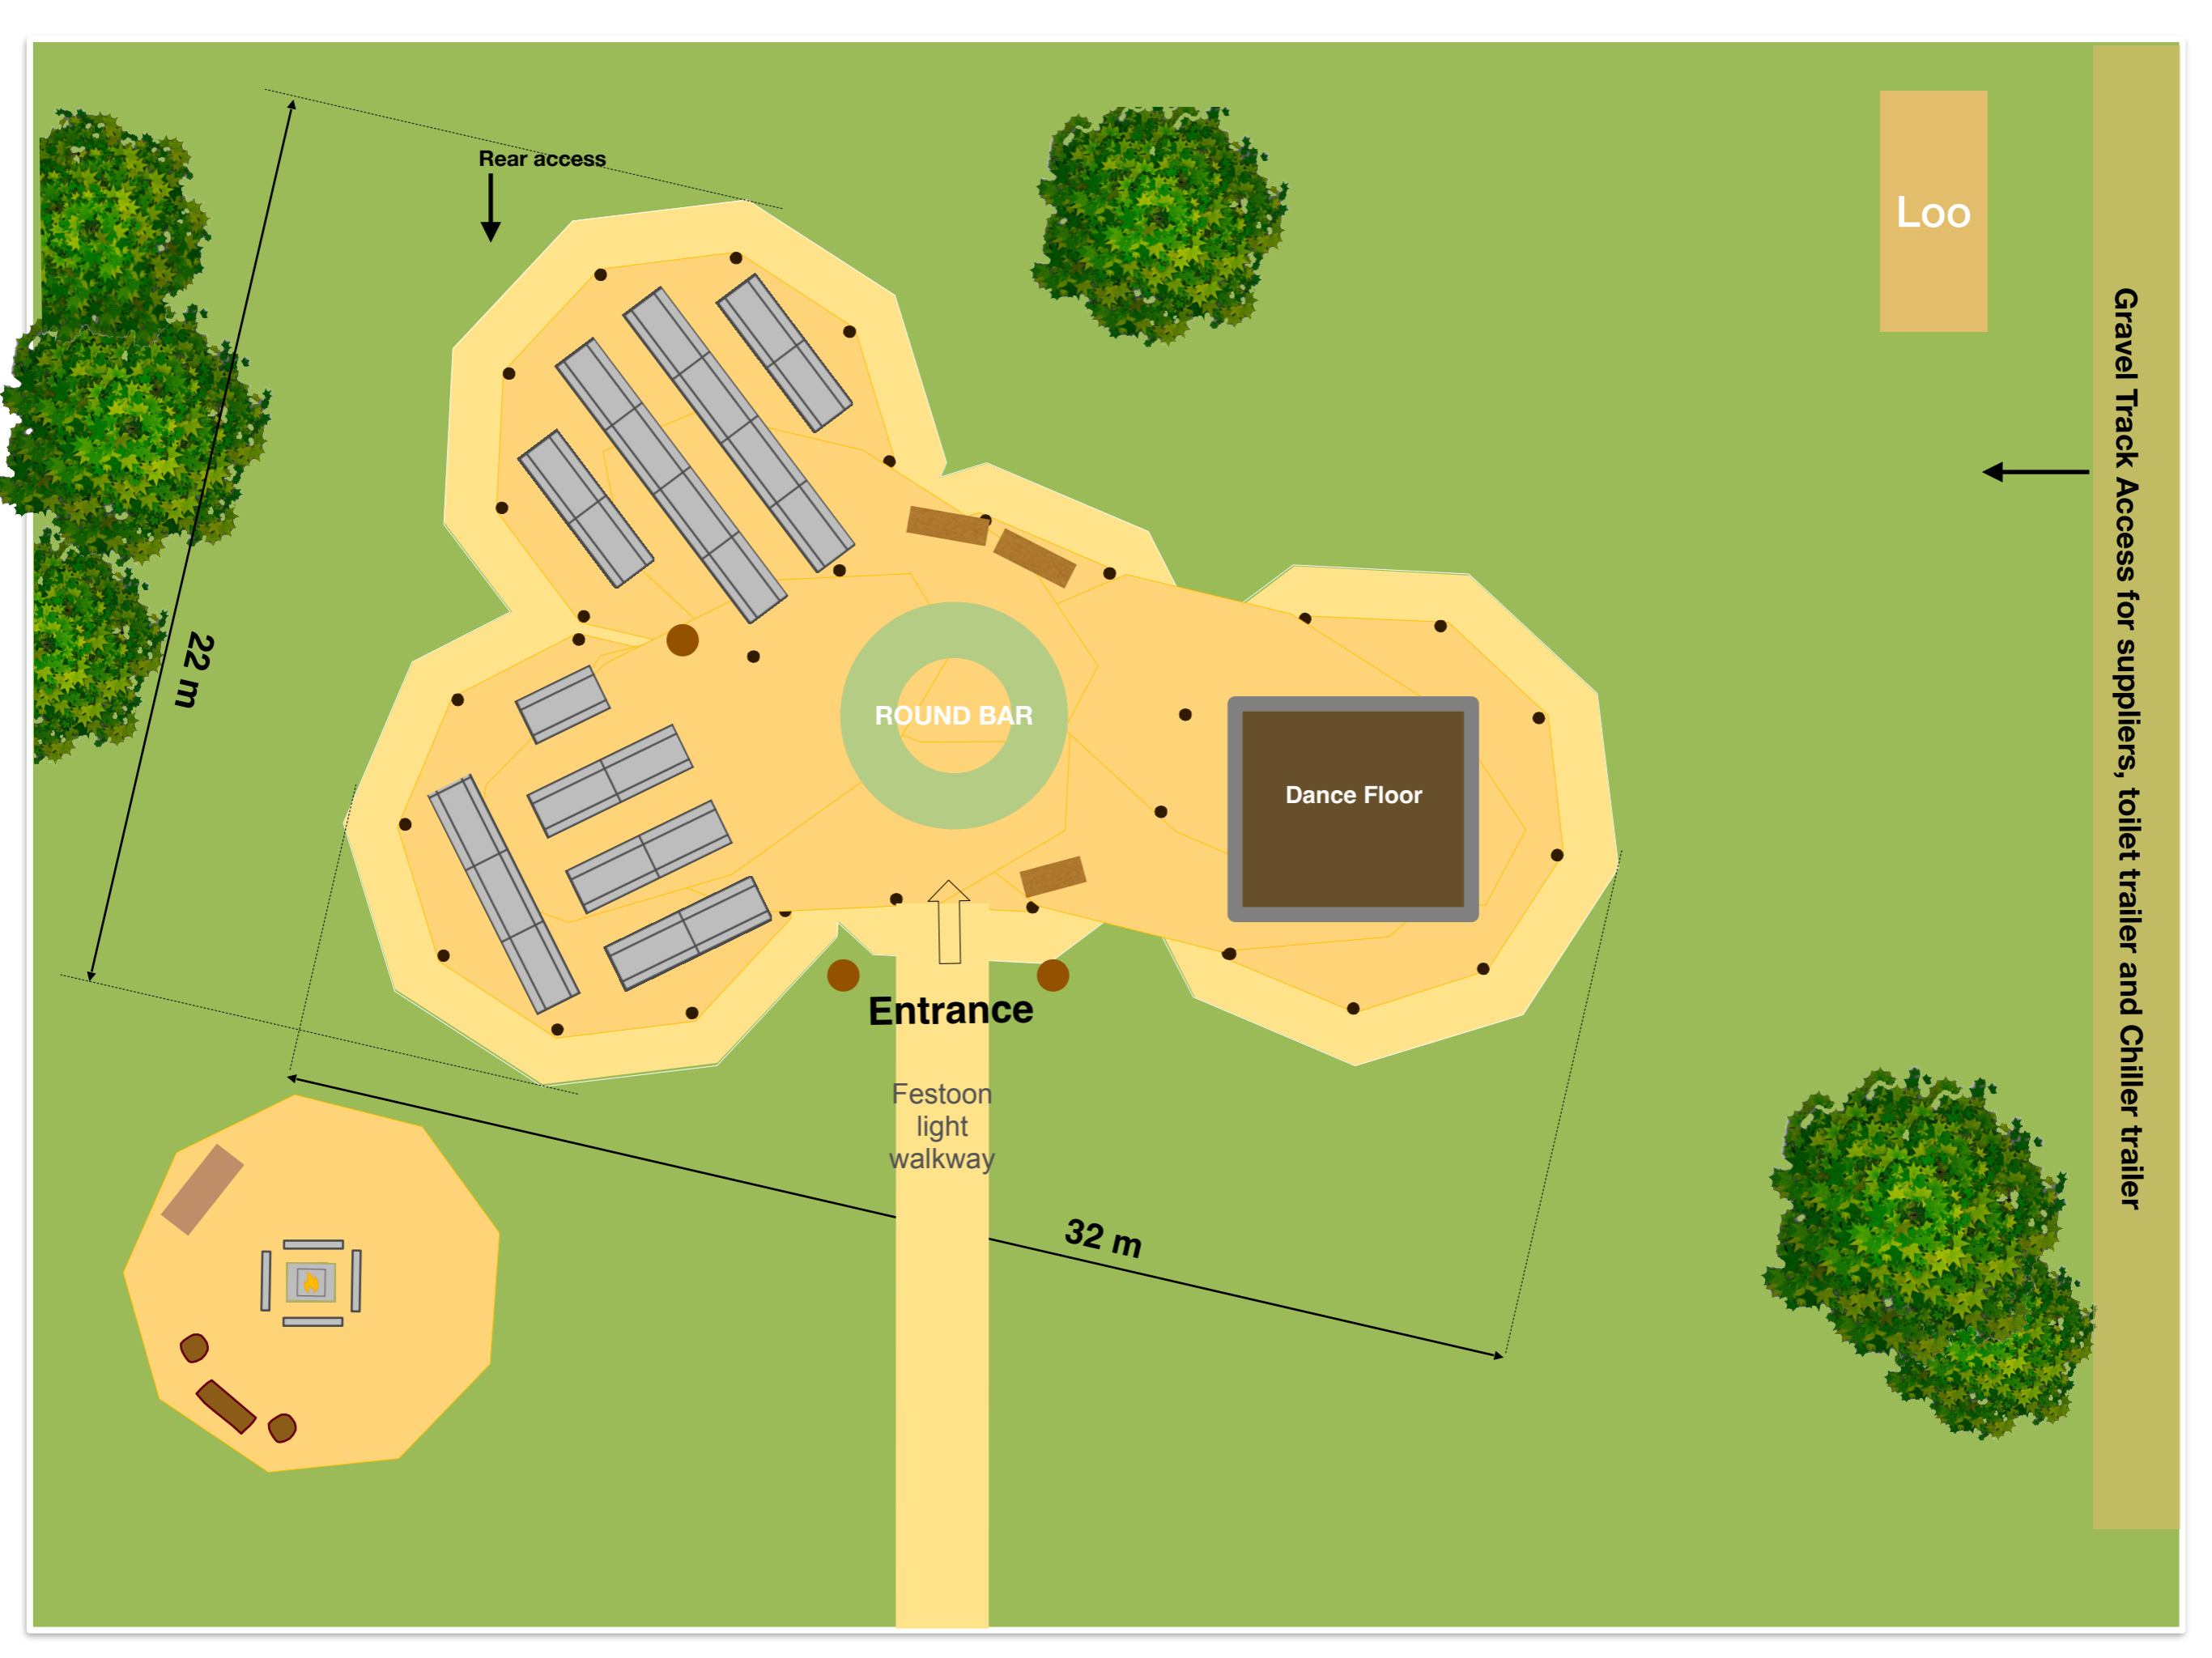 Rear access
Loo
Gravel Track Access for suppliers, toilet trailer and Chiller trailer
22 m
ROUND BAR
Dance Floor
Entrance
Festoon
light
walkway
32 m